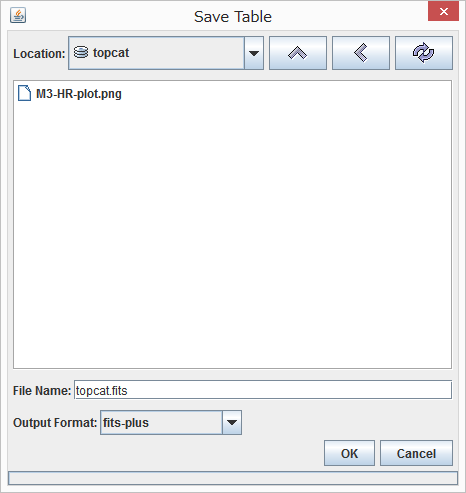 Save Table
Location: topcat
M3-HR-plot.png
File Name: topcat.fits
Output Format: fits-plus
OK Cancel